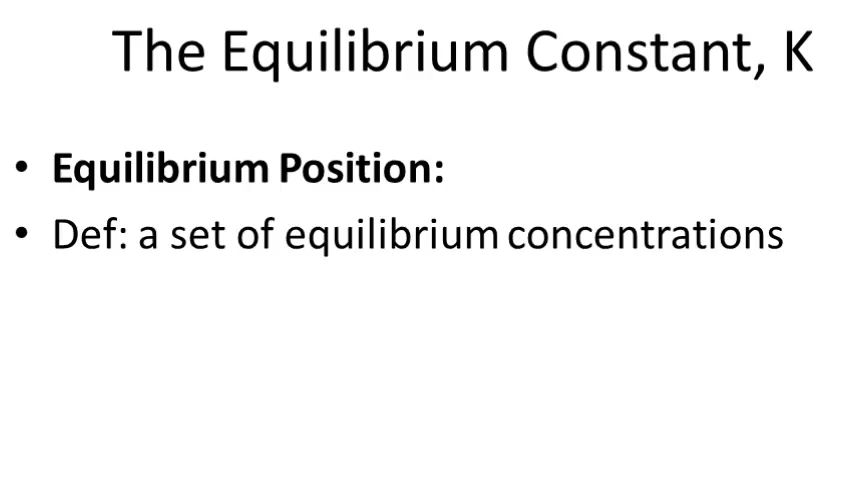 The Equilibrium Constant, K
• Equilibrium Position:
• Def: a set of equilibrium concentrations